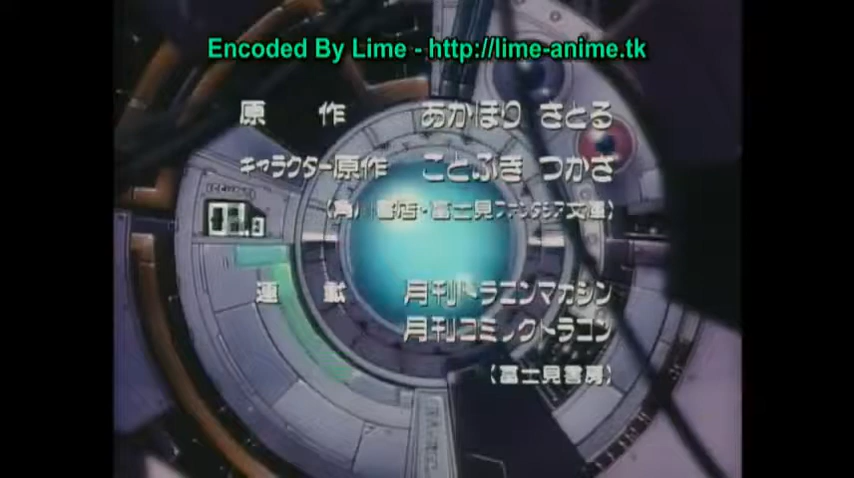 Encoded By Lime - http://lime-anime.tk
原 作 あかほり さとる
キャラクター原作 ことぶき つかさ
(角川書店・富士見ファンタジア文庫)
連 載 月刊ドラゴンマガジン
月刊コミックドラゴン
(富士見書房)